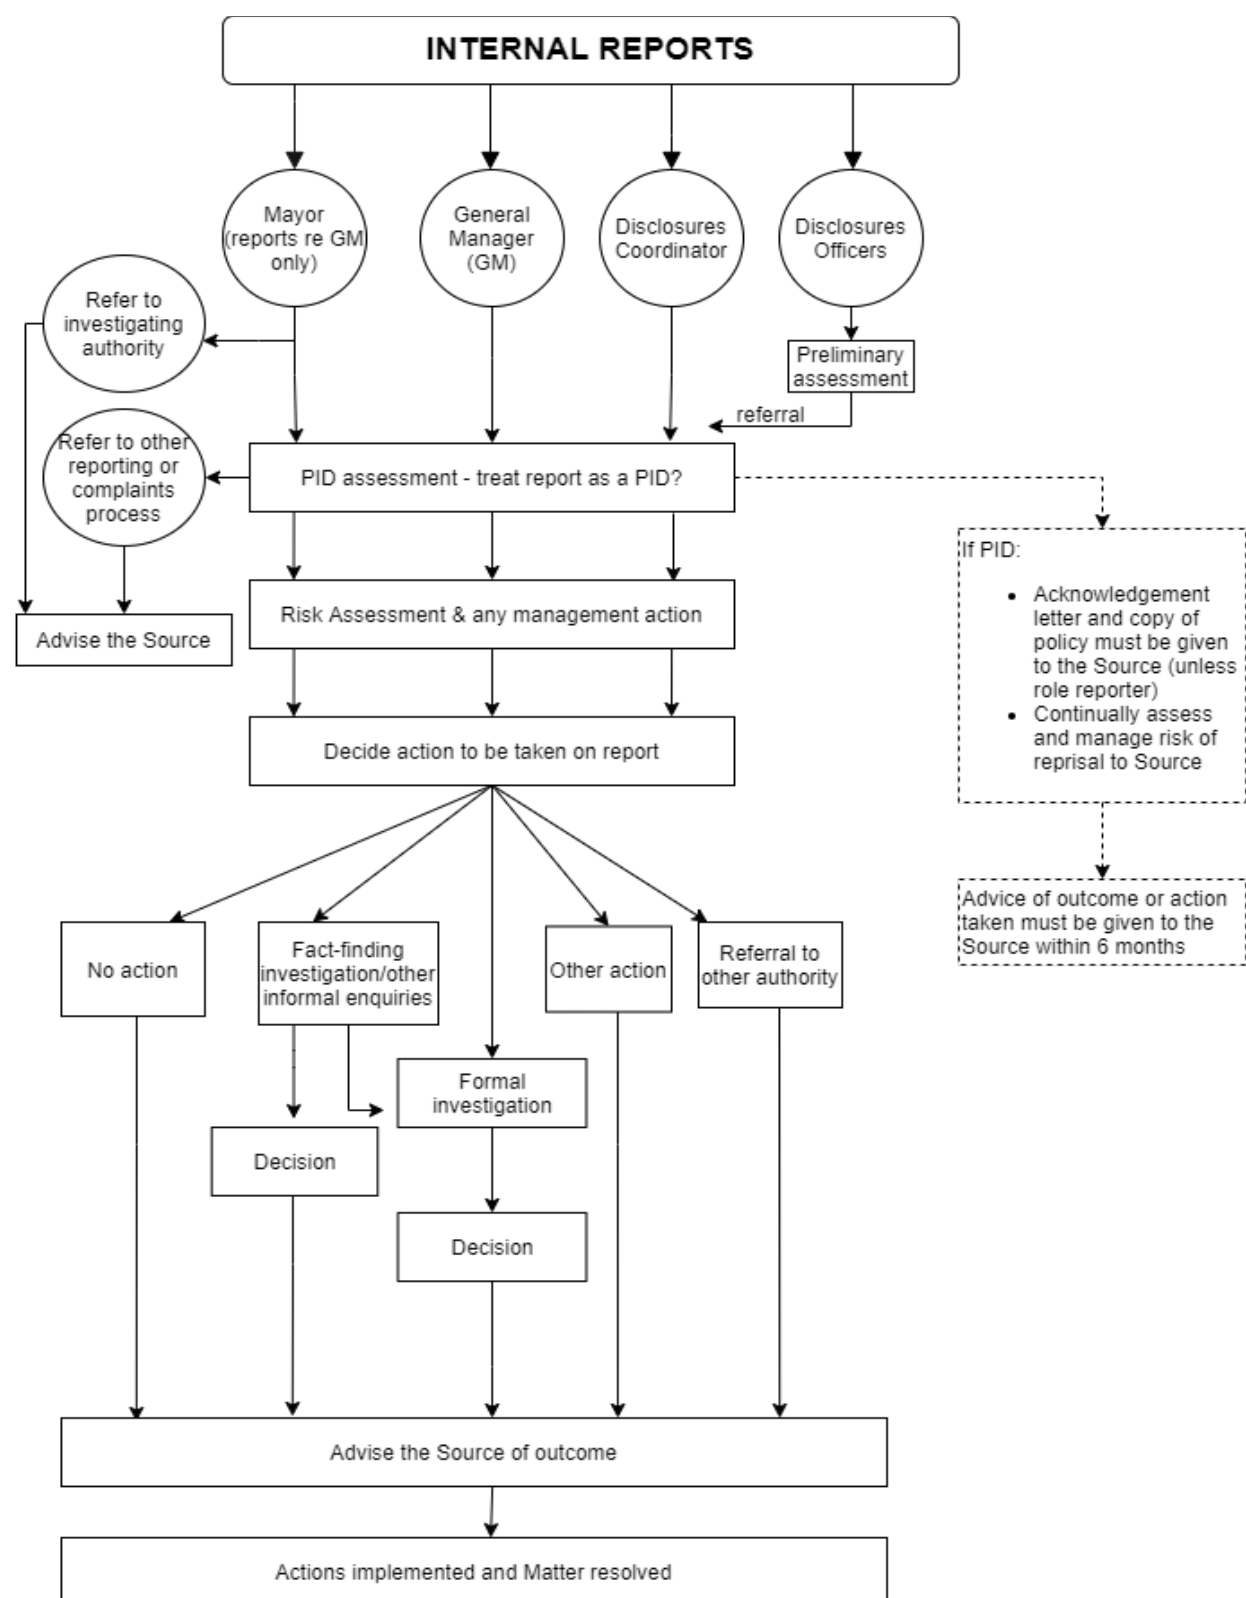 INTERNAL REPORTS
Mayor
(reports re GM
only)
General
Manager
(GM)
Disclosures
Coordinator
Disclosures
Officers
Refer to
investigating
authority
Preliminary
assessment
referral
Refer to other
reporting or
complaints
process
PID assessment - treat report as a PID?
If PID:
• Acknowledgement
letter and copy of
policy must be given
to the Source (unless
role reporter)
• Continually assess
and manage risk of
reprisal to Source
Risk Assessment & any management action
Advise the Source
Decide action to be taken on report
Advice of outcome or action
taken must be given to the
Source within 6 months
No action
Fact-finding
investigation/other
informal enquiries
Other action
Referral to
other authority
Formal
investigation
Decision
Decision
Advise the Source of outcome
Actions implemented and Matter resolved